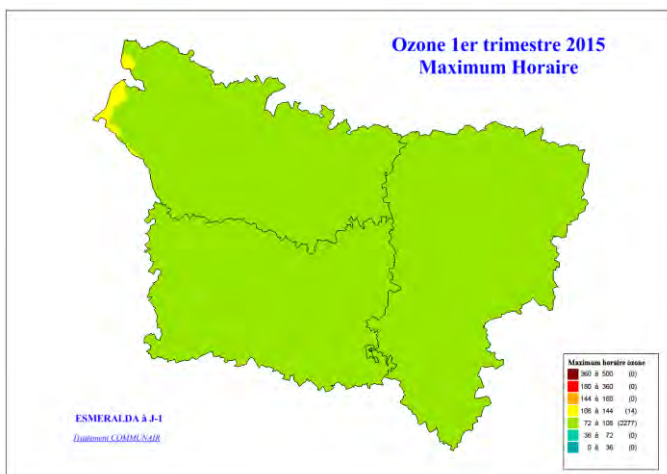 Ozone 1er trimestre 2015
Maximum Horaire
Maximum horaire ozone
360 à 500 (0)
180 à 360 (0)
144 à 180 (0)
108 à 144 (14)
72 à 108 (2277)
36 à 72 (0)
0 à 36 (0)
ESMERALDA à J-1
Traitement COMMUNAIR